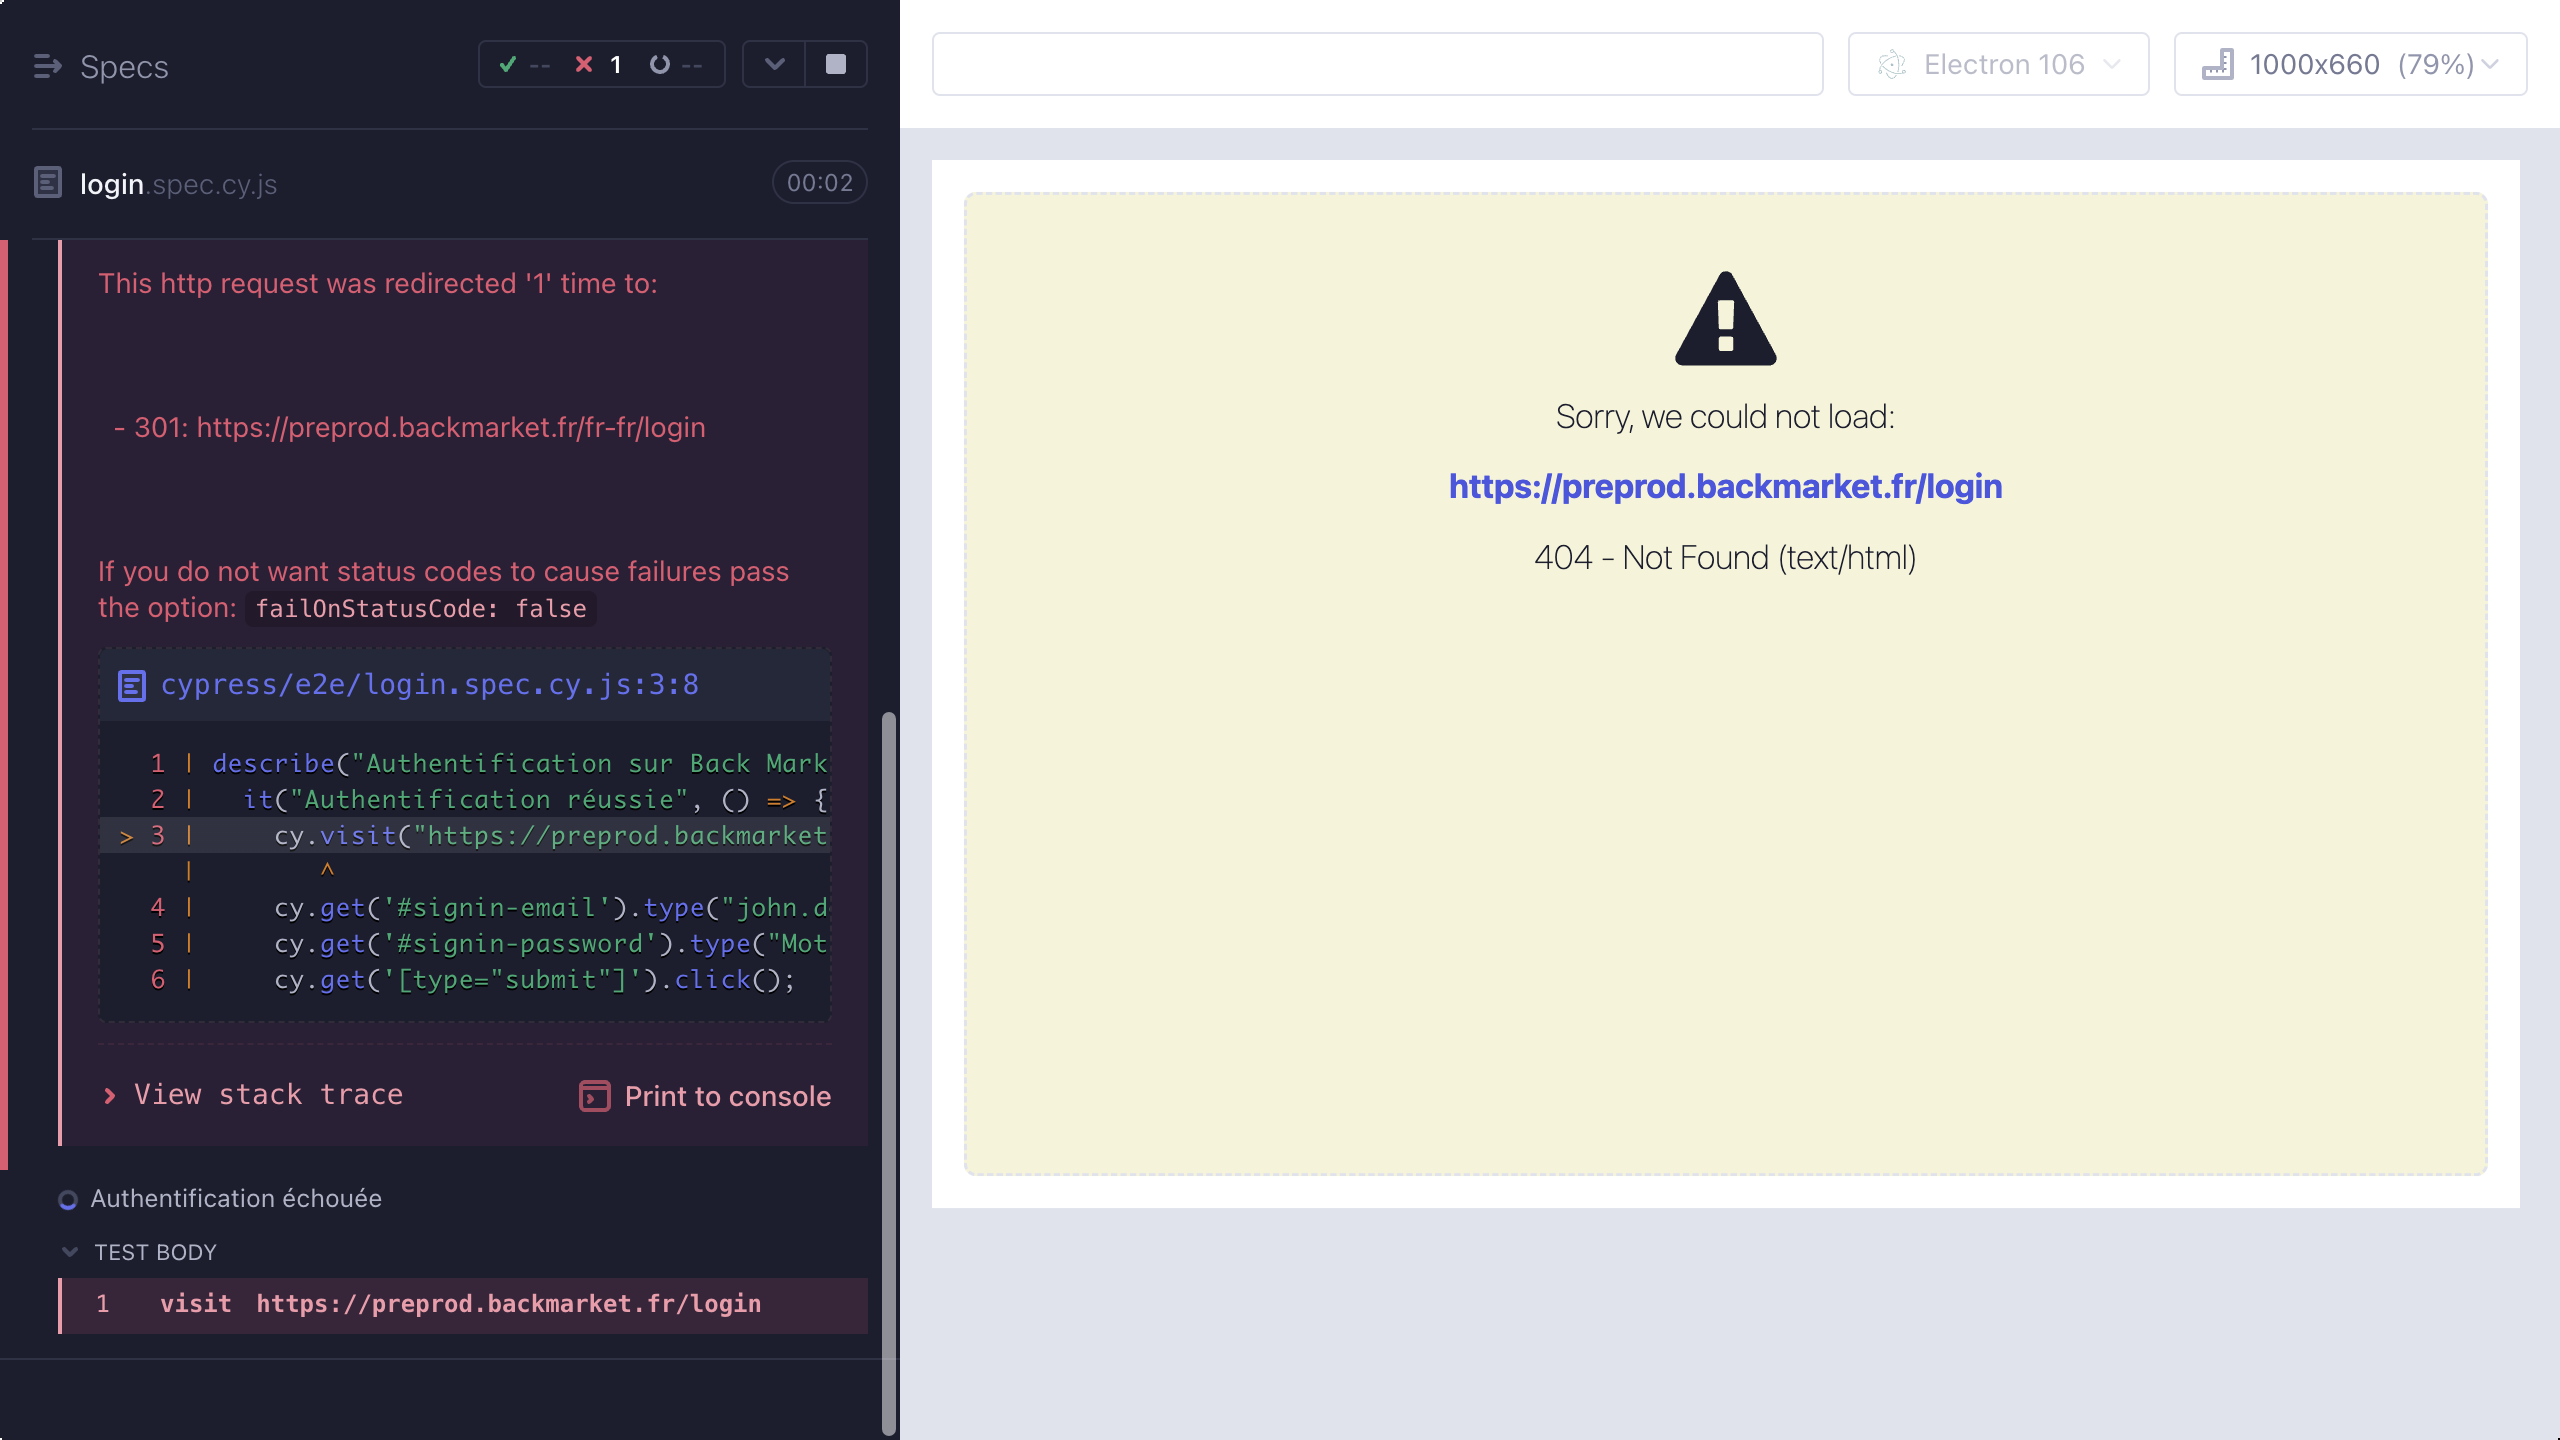 Specs
-- 1 --
login.spec.cy.js
00:02
This http request was redirected '1' time to:
- 301: https://preprod.backmarket.fr/fr-fr/login
If you do not want status codes to cause failures pass
the option: failOnStatusCode: false
cypress/e2e/login.spec.cy.js:3:8
1 | describe("Authentification sur Back Mark
2 | it("Authentification réussie", () => {
> 3 | cy.visit("https://preprod.backmarket
| ^
4 | cy.get('#signin-email').type("john.d
5 | cy.get('#signin-password').type("Mot
6 | cy.get('[type="submit"]').click();
View stack trace
Print to console
Authentification échouée
TEST BODY
1 visit https://preprod.backmarket.fr/login
Electron 106
1000x660 (79%)
Sorry, we could not load:
https://preprod.backmarket.fr/login
404 - Not Found (text/html)